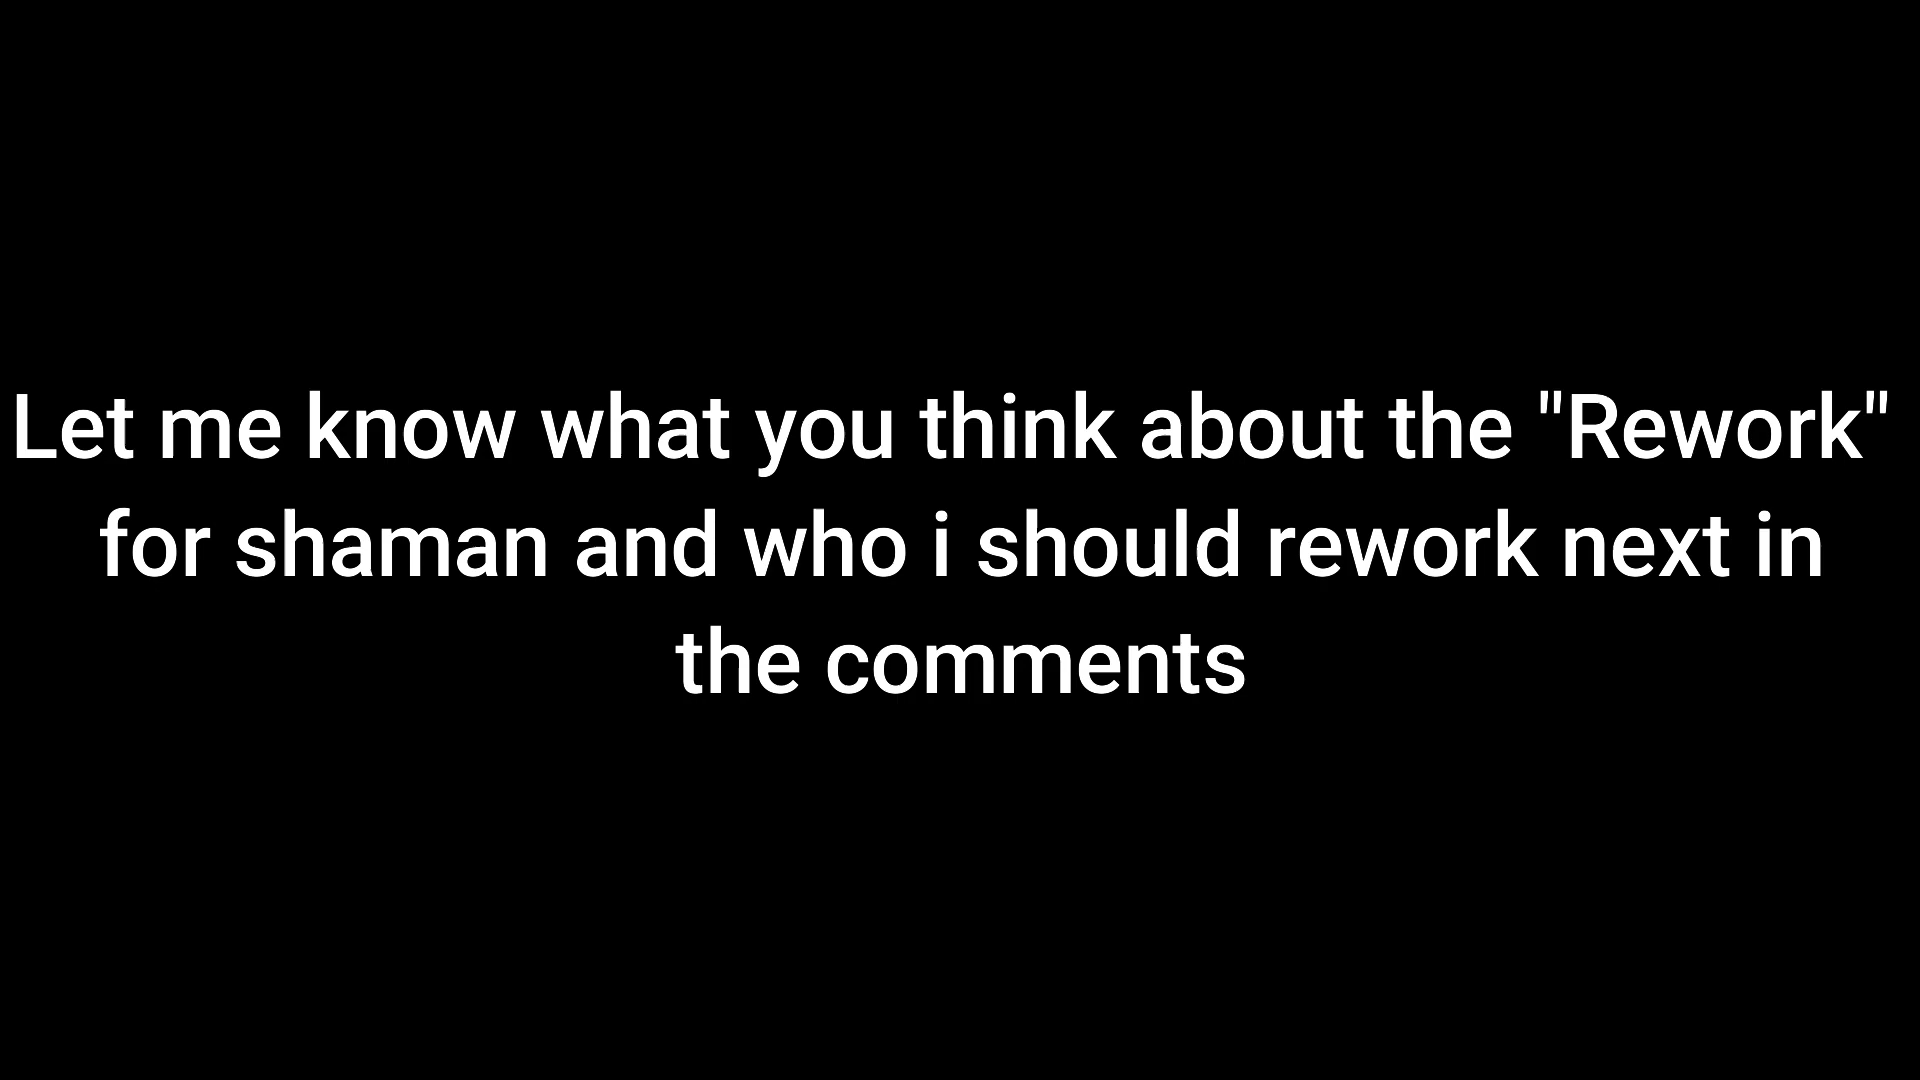 Let me know what you think about the "Rework"
for shaman and who i should rework next in
the comments